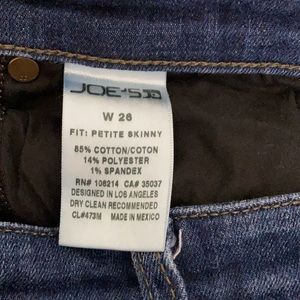 JOE'S
W 26
FIT: PETITE SKINNY
85% COTTON/COTON
14% POLYESTER
1% SPANDEX
RN# 106214 CA# 35037
DESIGNED IN LOS ANGELES
DRY CLEAN RECOMMENDED
CL#473M MADE IN MEXICO